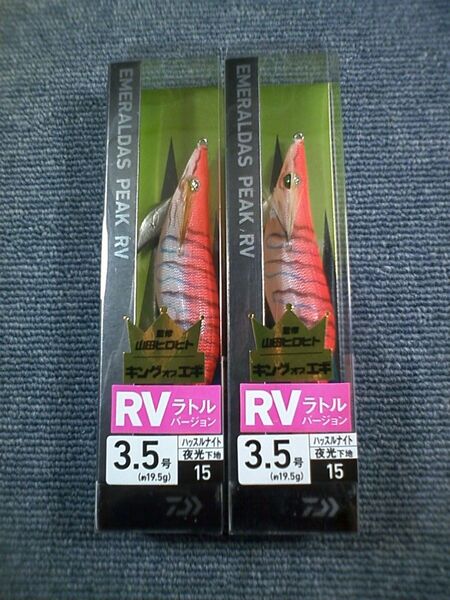 EMERALDAS PEAK RV
監修
山田ヒロヒト
キングオブエギ
RV ラトル
バージョン
3.5号
(約19.5g)
ハッスルナイト
夜光下地
15
EMERALDAS PEAK RV
監修
山田ヒロヒト
キングオブエギ
RV ラトル
バージョン
3.5号
(約19.5g)
ハッスルナイト
夜光下地
15